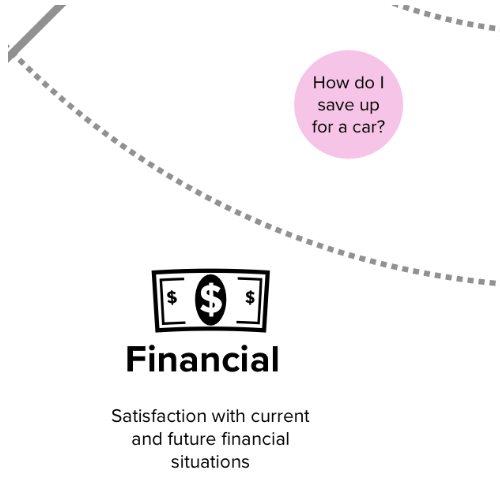 How do I
save up
for a car?
$ $ $
Financial
Satisfaction with current
and future financial
situations